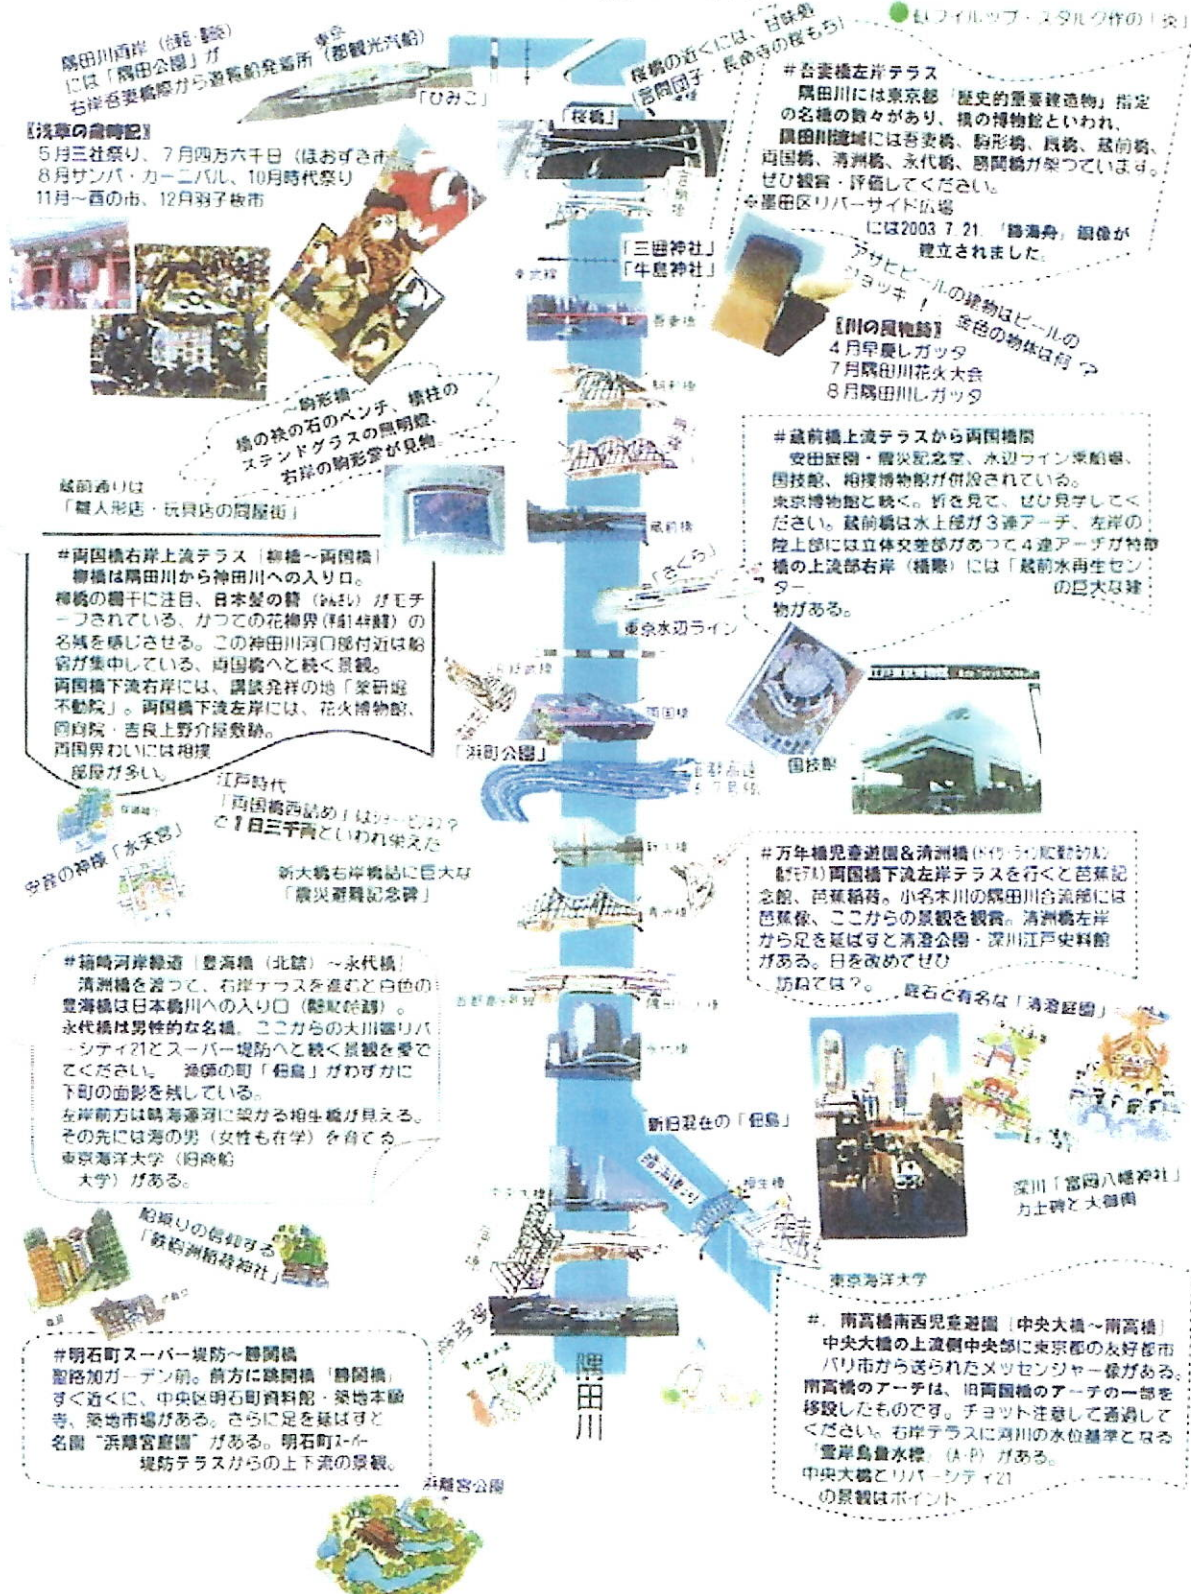 隅田川両岸（台東・墨田）
には「隅田公園」が
右岸吾妻橋際から遊覧船発着所（都観光汽船）
「ひみこ」
桜橋の近くには、甘味処
（言問団子・長命寺の桜もち）
フィルップ・スタルク作の「炎」
〖浅草の歳時記〗
5月三社祭り、7月四万六千日（ほおずき市
8月サンバ・カーニバル、10月時代祭り
11月～酉の市、12月羽子板市
「桜橋」
言問橋
「三囲神社」
「牛島神社」
東武線
吾妻橋
駒形橋
厩橋
蔵前橋
#吾妻橋左岸テラス
隅田川には東京都「歴史的重要建造物」指定
の名橋の数々があり、橋の博物館といわれ、
隅田川流域には吾妻橋、駒形橋、厩橋、蔵前橋、
両国橋、清洲橋、永代橋、勝鬨橋が架っています。
ぜひ観賞・評価してください。
※墨田区リバーサイド広場
には2003 7.21.「勝海舟」銅像が
建立されました。
アサヒビールの建物はビールの
ジョッキ！ 金色の物体は何？
〖川の風物詩〗
4月早慶レガッタ
7月隅田川花火大会
8月隅田川レガッタ
～駒形橋～
橋の袂の石のベンチ、橋柱の
ステンドグラスの照明燈、
右岸の駒形堂が見物
蔵前通りは
「雛人形店・玩具店の問屋街」
#蔵前橋上流テラスから両国橋間
安田庭園・震災記念堂、水辺ライン乗船場、
国技館、相撲博物館が併設されている。
東京博物館と続く。折を見て、ぜひ見学してく
ださい。蔵前橋は水上部が3連アーチ、左岸の
陸上部には立体交差部があって4連アーチが特徴
橋の上流部右岸（橋際）には「蔵前水再生セン
ター の巨大な建
物がある。
#両国橋右岸上流テラス［柳橋～両国橋］
柳橋は隅田川から神田川への入り口。
柳橋の欄干に注目、日本髪の簪（かんざし）がモチ
ーフされている、かつての花柳界の
名残を感じさせる。この神田川河口部付近は船
宿が集中している、両国橋へと続く景観。
両国橋下流右岸には、講談発祥の地「薬研堀
不動院」。両国橋下流左岸には、花火博物館、
回向院・吉良上野介屋敷跡。
両国界わいには相撲
部屋が多い。
「さくら」
東京水辺ライン
両国橋
「浜町公園」
国技館
江戸時代
「両国橋西詰め」は
で1日三千両といわれ栄えた
安産の神様「水天宮」
新大橋右岸橋詰に巨大な
「震災避難記念碑」
新大橋
清洲橋
#万年橋児童遊園&清洲橋
両国橋下流左岸テラスを行くと芭蕉記
念館、芭蕉稲荷。小名木川の隅田川合流部には
芭蕉像、ここからの景観を観賞。清洲橋左岸
から足を延ばすと清澄公園・深川江戸史料館
がある。日を改めてぜひ
訪ねては？。
庭石で有名な「清澄庭園」
#箱崎河岸緑道［豊海橋（北詰）～永代橋］
清洲橋を渡って、右岸テラスを進むと白色の
豊海橋は日本橋川への入り口。
永代橋は男性的な名橋。ここからの大川端リバ
ーシティ21とスーパー堤防へと続く景観を愛で
てください。 漁師の町「佃島」がわずかに
下町の面影を残している。
左岸前方は晴海運河に架かる相生橋が見える。
その先には海の男（女性も在学）を育てる
東京海洋大学（旧商船
大学）がある。
永代橋
新旧混在の「佃島」
相生橋
中央大橋
深川「富岡八幡神社」
力士碑と大御輿
船乗りの信仰する
「鉄砲洲稲荷神社」
東京海洋大学
#明石町スーパー堤防～勝鬨橋
聖路加ガーデン前。前方に跳開橋「勝鬨橋」
すぐ近くに、中央区明石町資料館・築地本願
寺、築地市場がある。さらに足を延ばすと
名園“浜離宮庭園”がある。明石町スーパー
堤防テラスからの上下流の景観。
隅田川
#．南高橋南西児童遊園［中央大橋～南高橋］
中央大橋の上流側中央部に東京都の友好都市
パリ市から送られたメッセンジャー像がある。
南高橋のアーチは、旧両国橋のアーチの一部を
移設したものです。チョット注意して通過して
ください。右岸テラスに河川の水位基準となる
「霊岸島量水標」（A・P）がある。
中央大橋とリバーシティ21
の景観はポイント
浜離宮公園